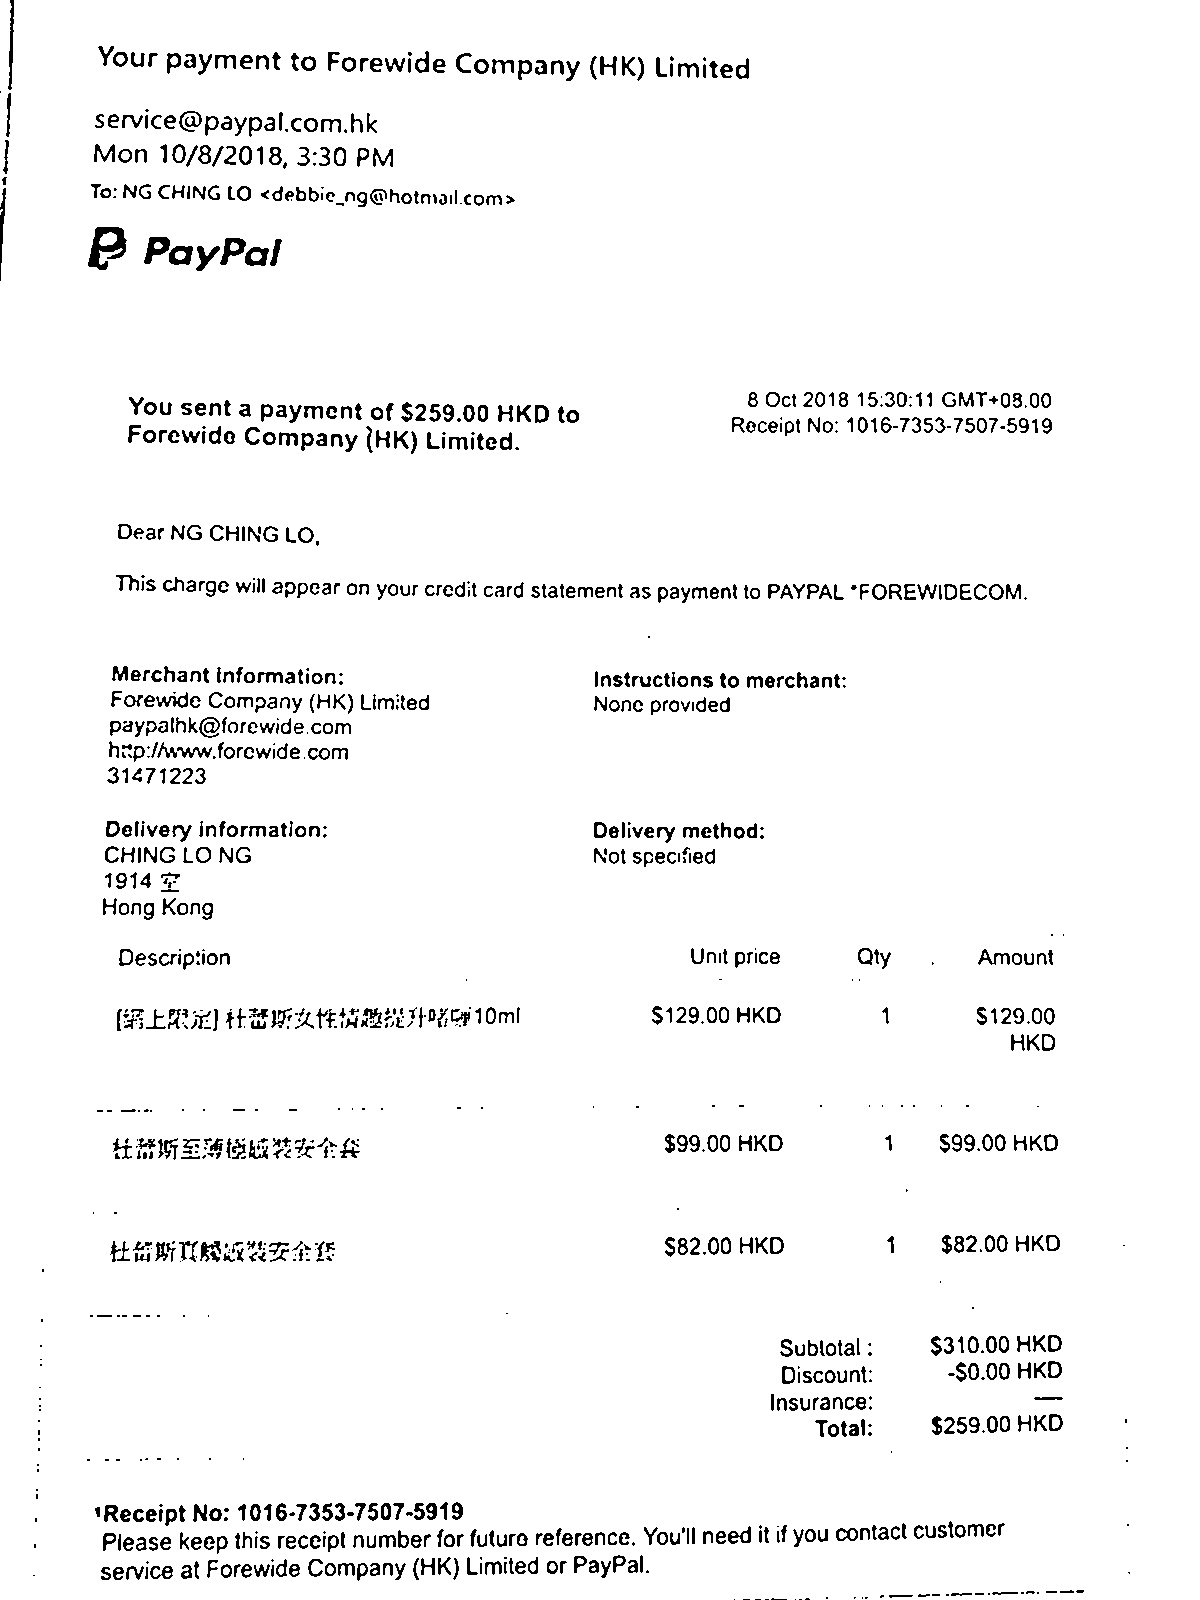 Your payment to Forewide Company (HK) Limited
service@paypal.com.hk
Mon 10/8/2018, 3:30 PM
To: NG CHING LO <debbie_ng@hotmail.com>
PayPal
You sent a payment of $259.00 HKD to
Forewide Company (HK) Limited.
8 Oct 2018 15:30:11 GMT+08.00
Receipt No: 1016-7353-7507-5919
Dear NG CHING LO,
This charge will appear on your credit card statement as payment to PAYPAL *FOREWIDECOM.
Merchant information:
Forewide Company (HK) Limited
paypalhk@forewide.com
http://www.forewide.com
31471223
Instructions to merchant:
None provided
Delivery information:
CHING LO NG
1914 空
Hong Kong
Delivery method:
Not specified
Description Unit price Qty Amount
[網上限定] 杜蕾斯女性情趣提升啫喱10ml $129.00 HKD 1 $129.00
HKD
杜蕾斯至薄極緻裝安全套 $99.00 HKD 1 $99.00 HKD
杜蕾斯真觸感裝安全套 $82.00 HKD 1 $82.00 HKD
Subtotal : $310.00 HKD
Discount: -$0.00 HKD
Insurance: —
Total: $259.00 HKD
¹Receipt No: 1016-7353-7507-5919
Please keep this receipt number for future reference. You'll need it if you contact customer
service at Forewide Company (HK) Limited or PayPal.